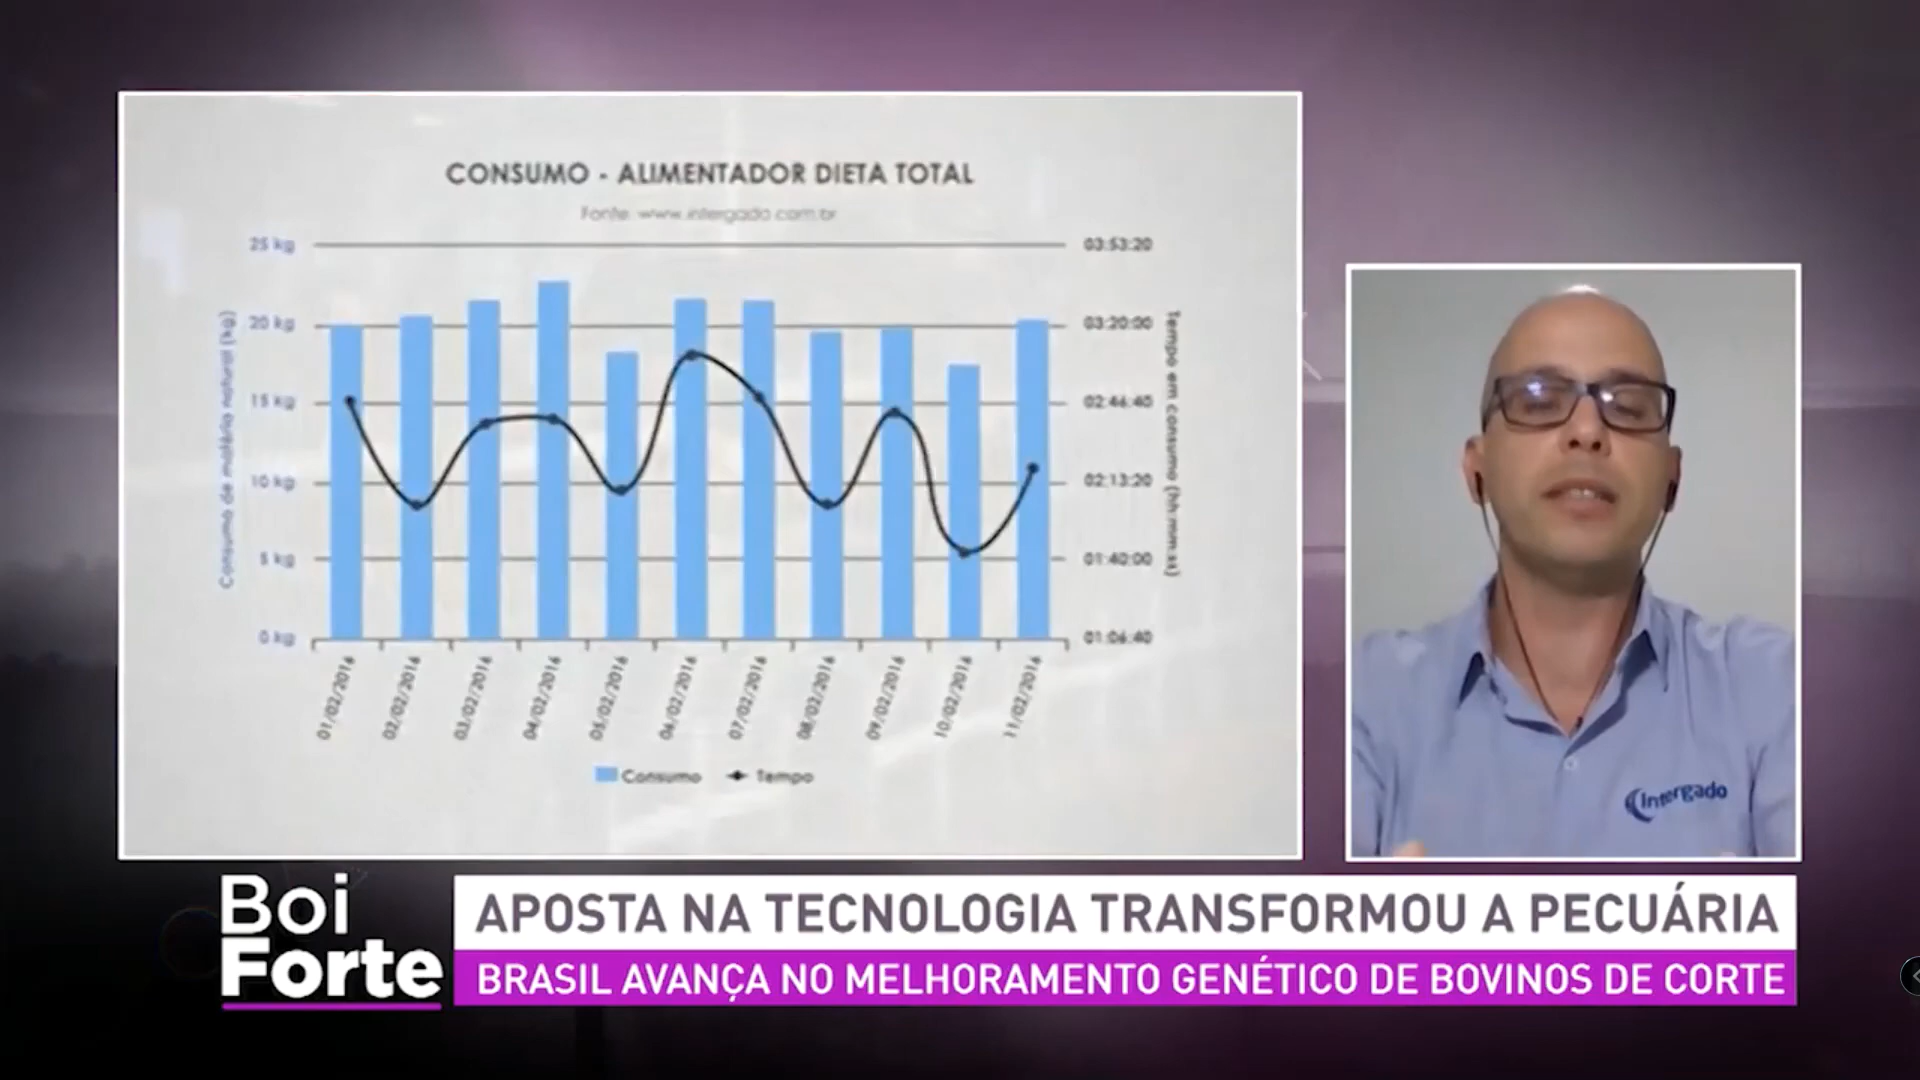 CONSUMO - ALIMENTADOR DIETA TOTAL
Fonte: www.intergado.com.br
25 kg
20 kg
15 kg
10 kg
5 kg
0 kg
Consumo de matéria natural (kg)
03:53:20
03:20:00
02:46:40
02:13:20
01:40:00
01:06:40
Tempo em consumo (hh:mm:ss)
01/02/2016
02/02/2016
03/02/2016
04/02/2016
05/02/2016
06/02/2016
07/02/2016
08/02/2016
09/02/2016
10/02/2016
11/02/2016
Consumo
Tempo
Intergado
Boi
Forte
APOSTA NA TECNOLOGIA TRANSFORMOU A PECUÁRIA
BRASIL AVANÇA NO MELHORAMENTO GENÉTICO DE BOVINOS DE CORTE